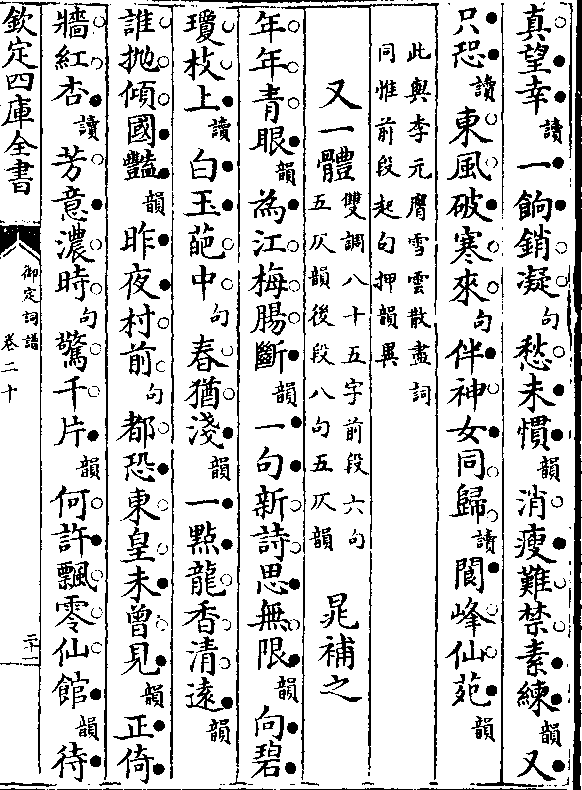 真望幸讀一餉銷凝句愁未慣韻消瘦難禁素練韻又
只恐讀東風破寒來句伴神女同歸讀閬峰仙苑韻
此與李元膺雪雲散盡詞
同惟前段起句押韻異
又一體雙調八十五字前段六句
五仄韻後段八句五仄韻
晁補之
年年青眼韻為江梅腸斷韻一句新詩思無限韻向碧
瓊枝上讀白玉葩中句春猶淺韻一點龍香清遠韻
誰拋傾國豔韻昨夜村前句都恐東皇未曾見韻正倚
牆紅杏讀芳意濃時句驚千片韻何許飄零仙館韻待
欽定四庫全書
御定詞譜
卷二十